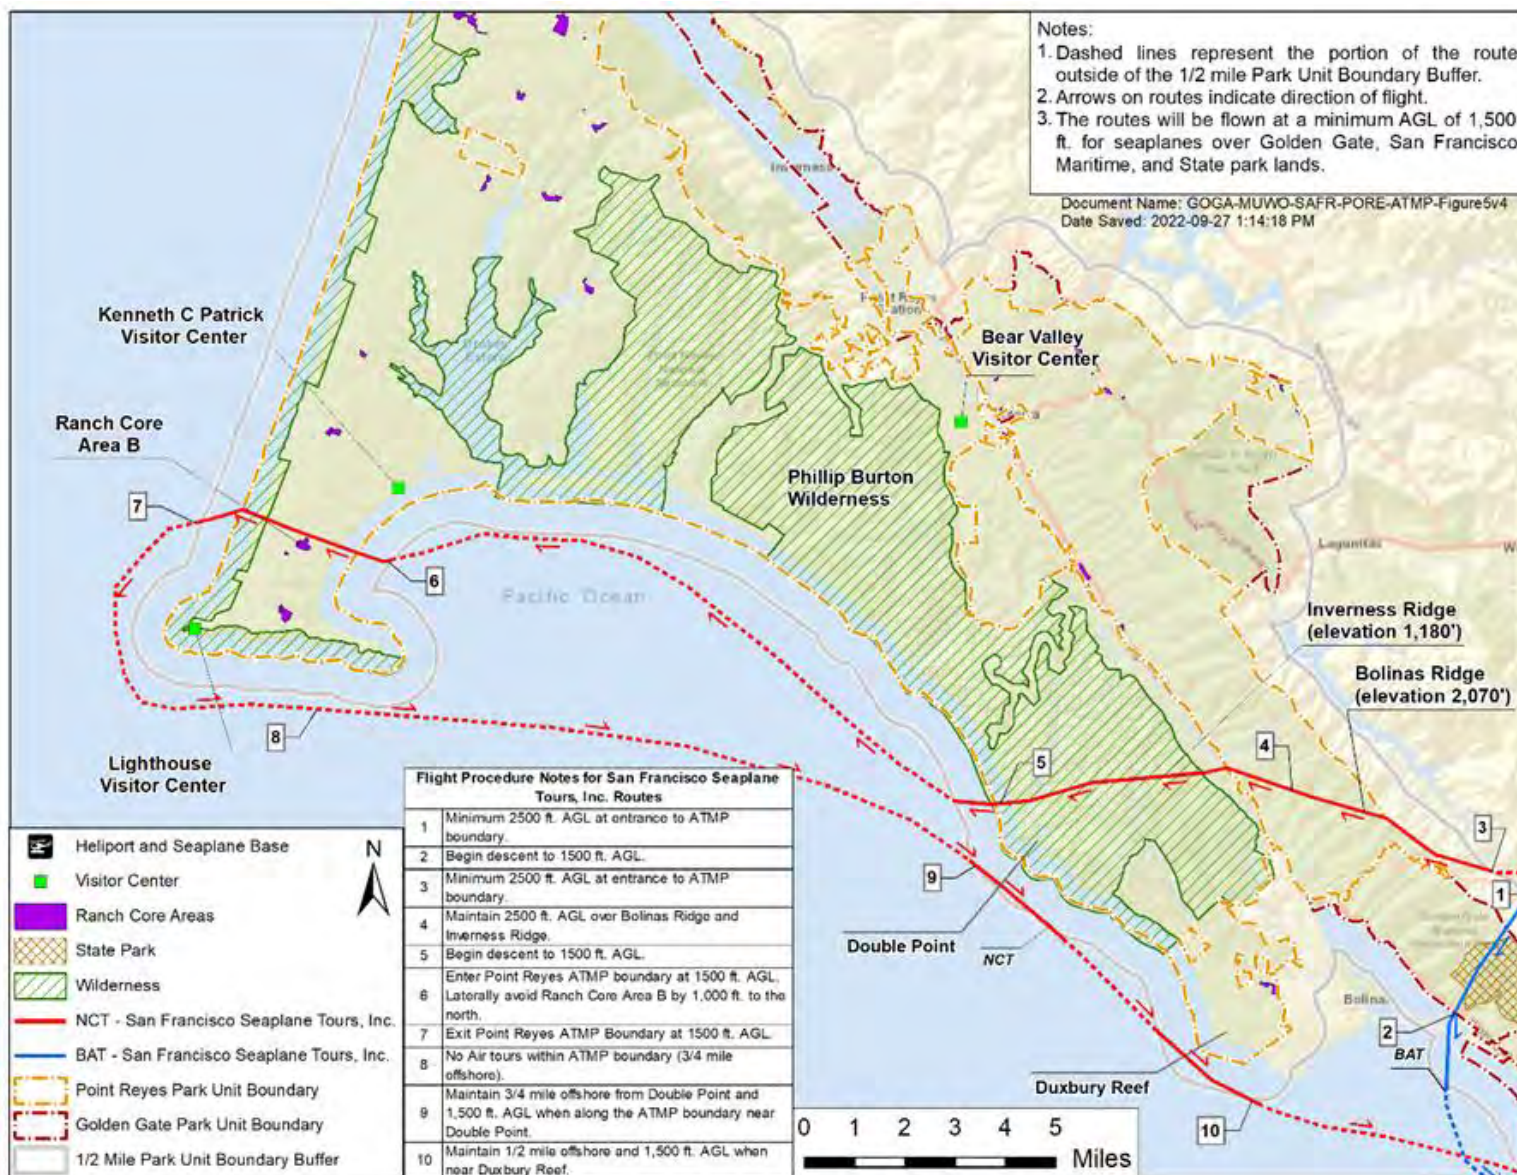 Notes:
1. Dashed lines represent the portion of the route
outside of the 1/2 mile Park Unit Boundary Buffer.
2. Arrows on routes indicate direction of flight.
3. The routes will be flown at a minimum AGL of 1,500
ft. for seaplanes over Golden Gate, San Francisco
Maritime, and State park lands.
Document Name: GOGA-MUWO-SAFR-PORE-ATMP-Figure5v4
Date Saved: 2022-09-27 1:14:18 PM
Inverness
Kenneth C Patrick
Visitor Center
Bear Valley
Visitor Center
Ranch Core
Area B
Phillip Burton
Wilderness
7
6
Pacific Ocean
Lagunitas
Inverness Ridge
(elevation 1,180')
Bolinas Ridge
(elevation 2,070')
8
5
4
3
Lighthouse
Visitor Center
9
1
Double Point
NCT
Bolina
2
BAT
Duxbury Reef
10
Flight Procedure Notes for San Francisco Seaplane
Tours, Inc. Routes
1 Minimum 2500 ft. AGL at entrance to ATMP
boundary.
2 Begin descent to 1500 ft. AGL.
3 Minimum 2500 ft. AGL at entrance to ATMP
boundary.
4 Maintain 2500 ft. AGL over Bolinas Ridge and
Inverness Ridge.
5 Begin descent to 1500 ft. AGL.
6 Enter Point Reyes ATMP boundary at 1500 ft. AGL.
Laterally avoid Ranch Core Area B by 1,000 ft. to the
north.
7 Exit Point Reyes ATMP Boundary at 1500 ft. AGL.
8 No Air tours within ATMP boundary (3/4 mile
offshore).
9 Maintain 3/4 mile offshore from Double Point and
1,500 ft. AGL when along the ATMP boundary near
Double Point.
10 Maintain 1/2 mile offshore and 1,500 ft. AGL when
near Duxbury Reef.
N
Heliport and Seaplane Base
Visitor Center
Ranch Core Areas
State Park
Wilderness
NCT - San Francisco Seaplane Tours, Inc.
BAT - San Francisco Seaplane Tours, Inc.
Point Reyes Park Unit Boundary
Golden Gate Park Unit Boundary
1/2 Mile Park Unit Boundary Buffer
0 1 2 3 4 5
Miles